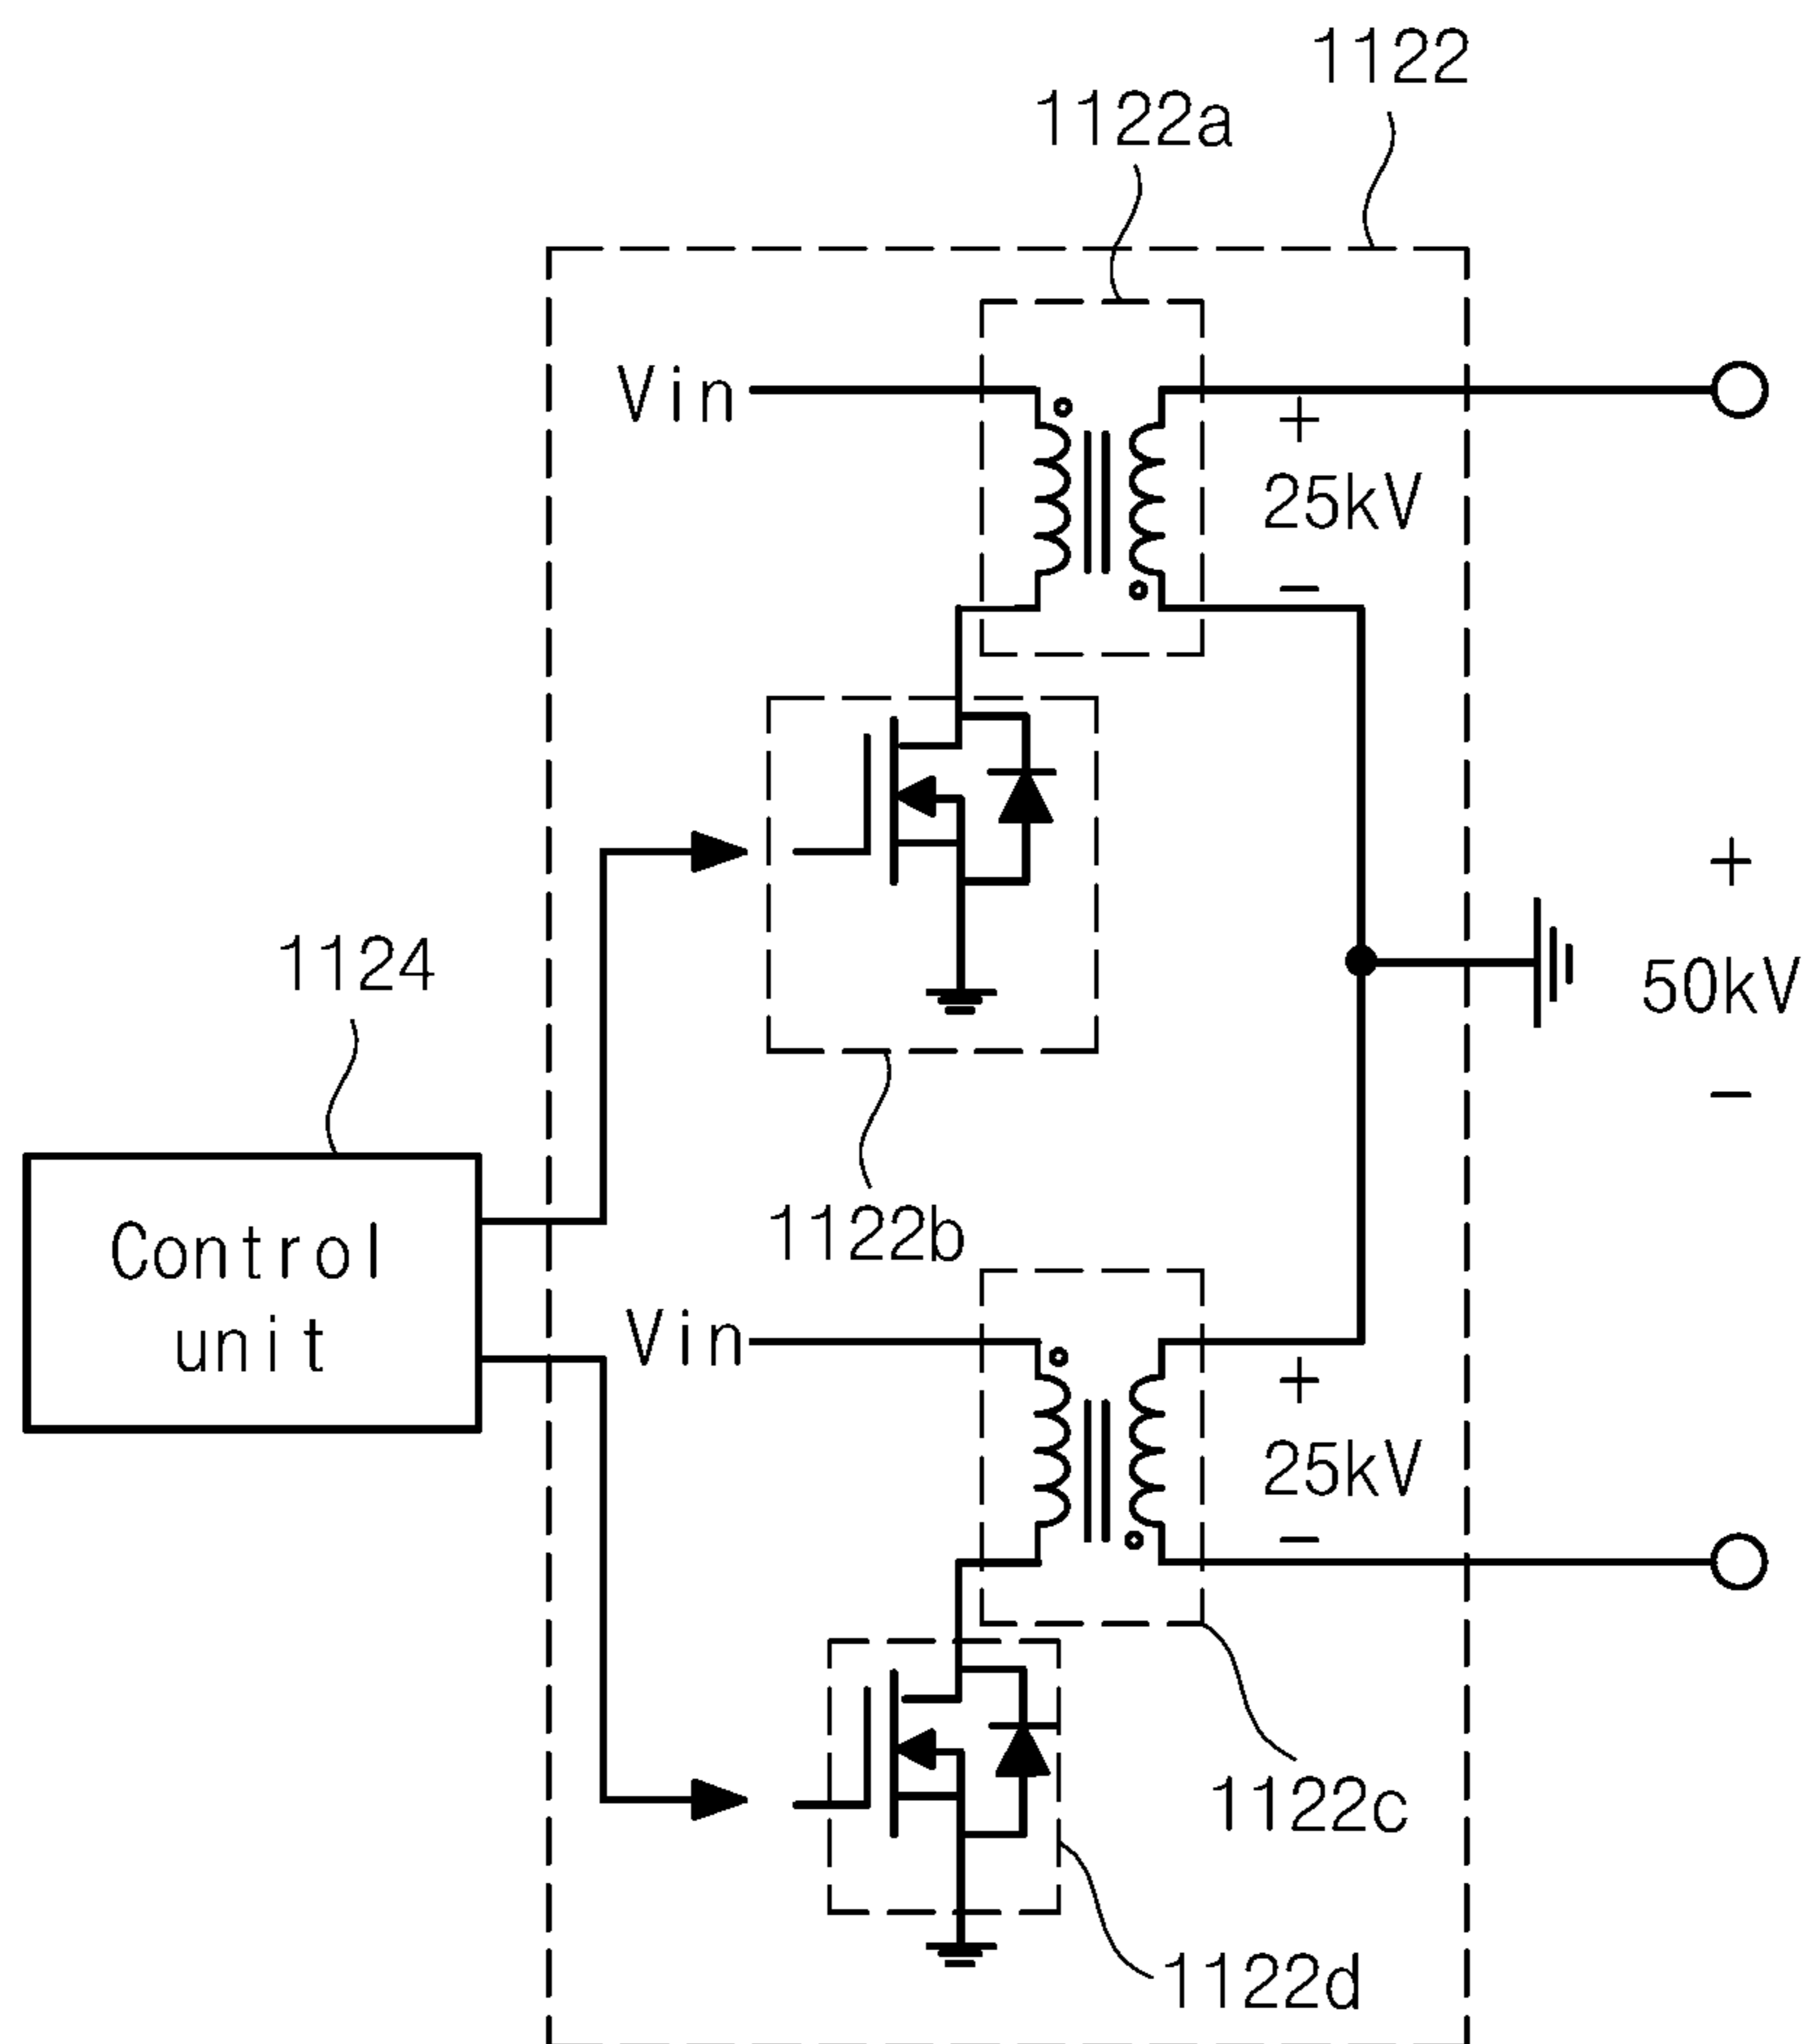 1122
1122a
Vin
+
25kV
−
1124
+
50kV
−
1122b
Control
unit
Vin
+
25kV
−
1122c
1122d